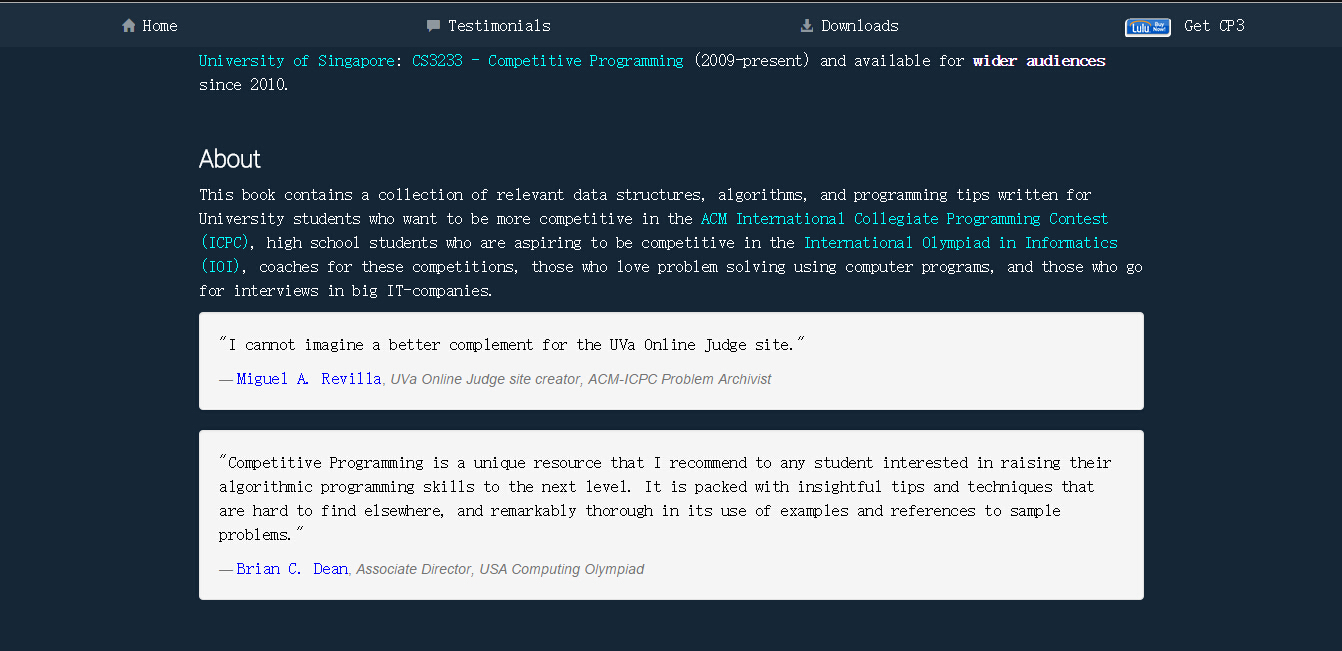 Home Testimonials Downloads Lulu Buy Now! Get CP3
University of Singapore: CS3233 - Competitive Programming (2009-present) and available for wider audiences
since 2010.
About
This book contains a collection of relevant data structures, algorithms, and programming tips written for
University students who want to be more competitive in the ACM International Collegiate Programming Contest
(ICPC), high school students who are aspiring to be competitive in the International Olympiad in Informatics
(IOI), coaches for these competitions, those who love problem solving using computer programs, and those who go
for interviews in big IT-companies.
"I cannot imagine a better complement for the UVa Online Judge site."
— Miguel A. Revilla, UVa Online Judge site creator, ACM-ICPC Problem Archivist
"Competitive Programming is a unique resource that I recommend to any student interested in raising their
algorithmic programming skills to the next level. It is packed with insightful tips and techniques that
are hard to find elsewhere, and remarkably thorough in its use of examples and references to sample
problems."
— Brian C. Dean, Associate Director, USA Computing Olympiad